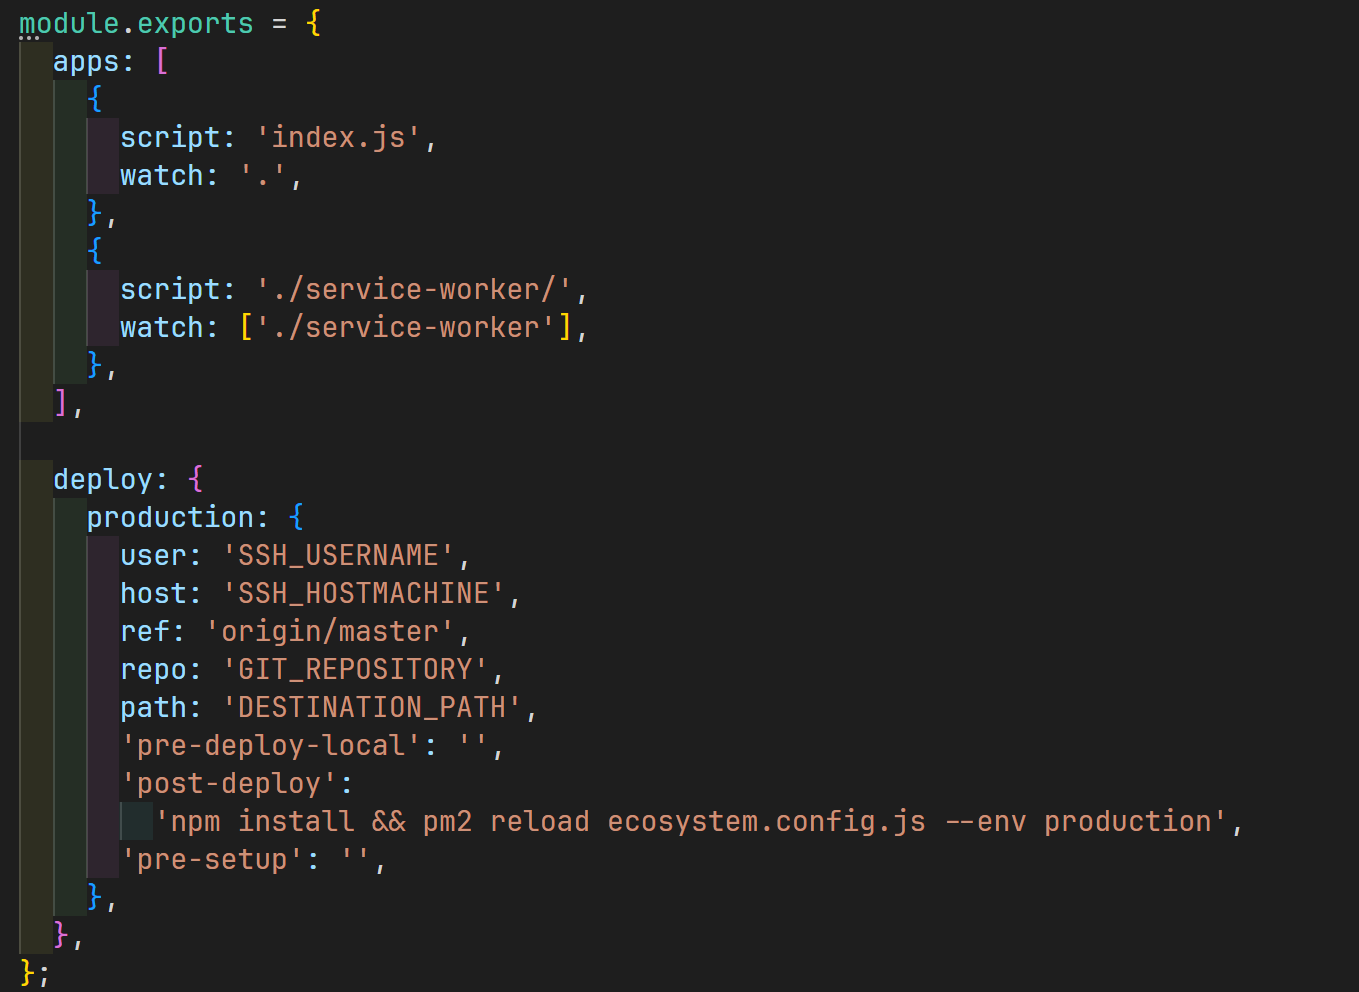 module.exports = {
  apps: [
    {
      script: 'index.js',
      watch: '.',
    },
    {
      script: './service-worker/',
      watch: ['./service-worker'],
    },
  ],

  deploy: {
    production: {
      user: 'SSH_USERNAME',
      host: 'SSH_HOSTMACHINE',
      ref: 'origin/master',
      repo: 'GIT_REPOSITORY',
      path: 'DESTINATION_PATH',
      'pre-deploy-local': '',
      'post-deploy':
        'npm install && pm2 reload ecosystem.config.js --env production',
      'pre-setup': '',
    },
  },
};